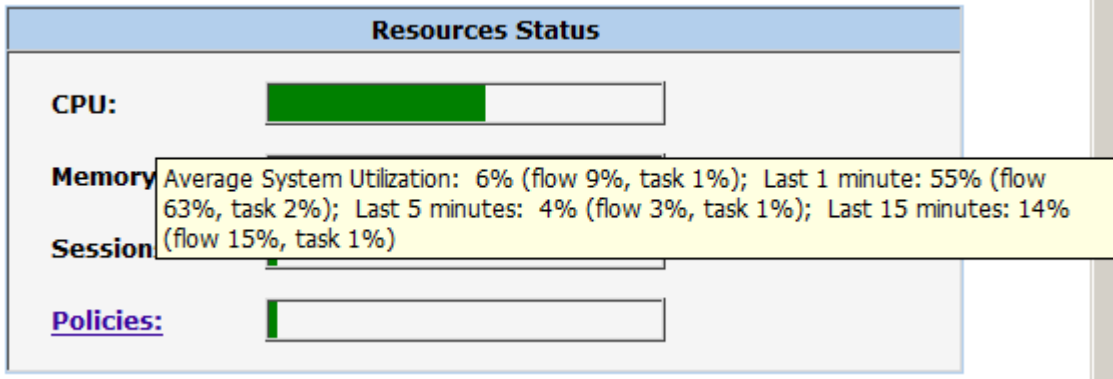 Resources Status
CPU:
Memory
Average System Utilization:  6% (flow 9%, task 1%);  Last 1 minute: 55% (flow
63%, task 2%);  Last 5 minutes:  4% (flow 3%, task 1%);  Last 15 minutes: 14%
(flow 15%, task 1%)
Session
Policies: